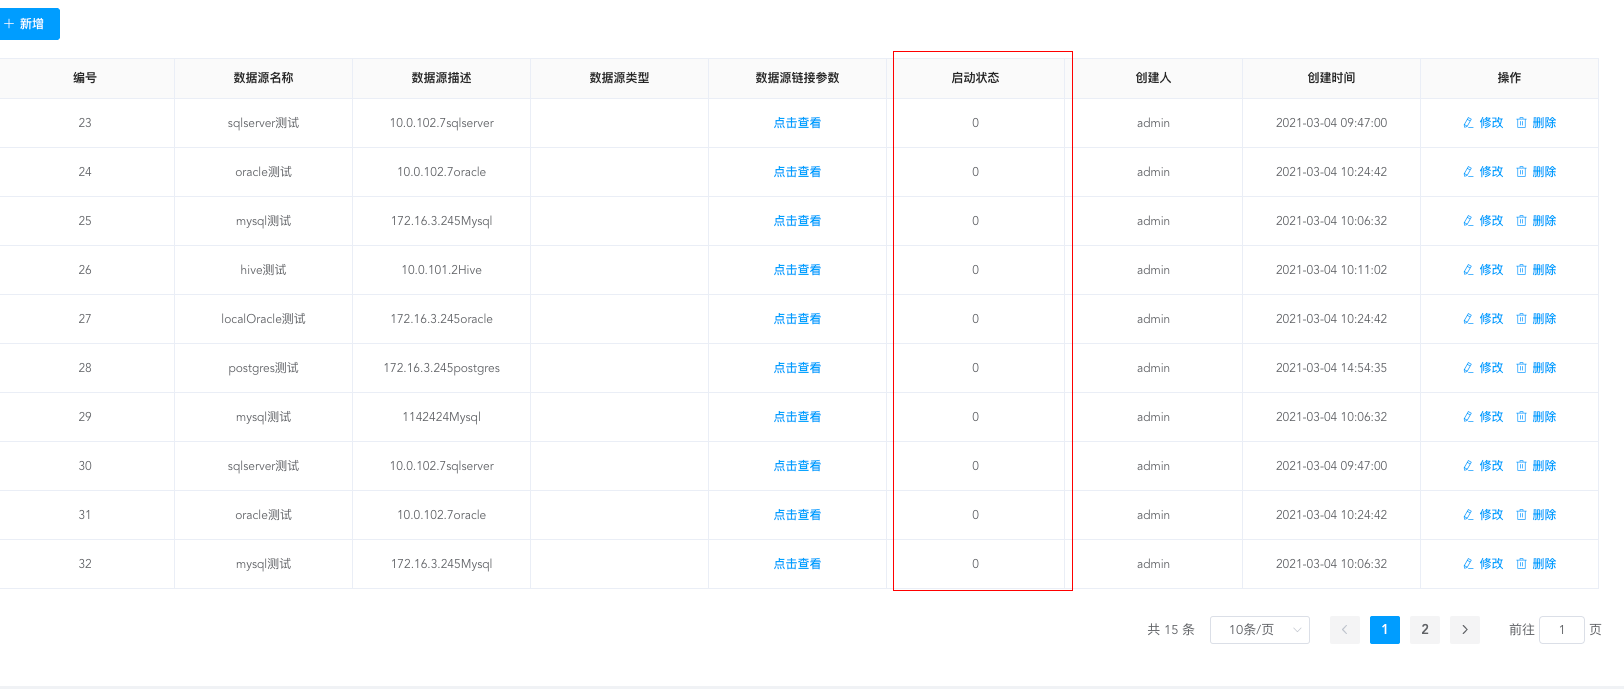 + 新增
编号 数据源名称 数据源描述 数据源类型 数据源链接参数 启动状态 创建人 创建时间 操作
23 sqlserver测试 10.0.102.7sqlserver 点击查看 0 admin 2021-03-04 09:47:00 修改 删除
24 oracle测试 10.0.102.7oracle 点击查看 0 admin 2021-03-04 10:24:42 修改 删除
25 mysql测试 172.16.3.245Mysql 点击查看 0 admin 2021-03-04 10:06:32 修改 删除
26 hive测试 10.0.101.2Hive 点击查看 0 admin 2021-03-04 10:11:02 修改 删除
27 localOracle测试 172.16.3.245oracle 点击查看 0 admin 2021-03-04 10:24:42 修改 删除
28 postgres测试 172.16.3.245postgres 点击查看 0 admin 2021-03-04 14:54:35 修改 删除
29 mysql测试 1142424Mysql 点击查看 0 admin 2021-03-04 10:06:32 修改 删除
30 sqlserver测试 10.0.102.7sqlserver 点击查看 0 admin 2021-03-04 09:47:00 修改 删除
31 oracle测试 10.0.102.7oracle 点击查看 0 admin 2021-03-04 10:24:42 修改 删除
32 mysql测试 172.16.3.245Mysql 点击查看 0 admin 2021-03-04 10:06:32 修改 删除
共 15 条 10条/页 1 2 前往 1 页